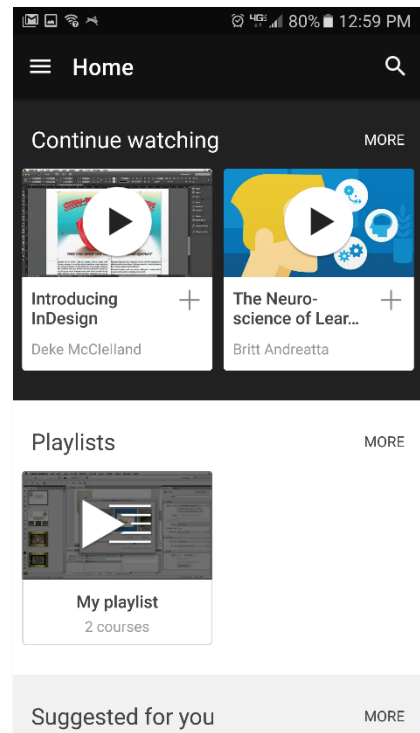 4G 80% 12:59 PM
Home
Continue watching MORE
Introducing
InDesign
Deke McClelland
The Neuro-
science of Lear...
Britt Andreatta
Playlists MORE
My playlist
2 courses
Suggested for you MORE